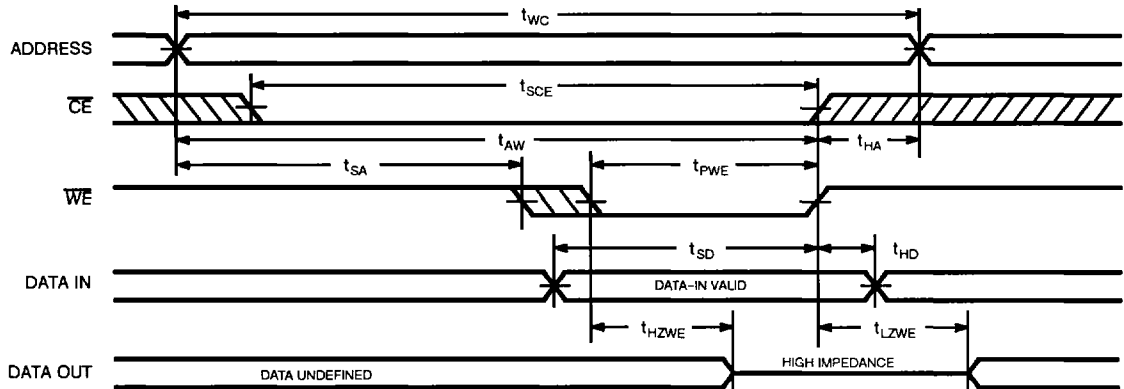 tWC
ADDRESS
tSCE
CE
tAW
tHA
tSA
tPWE
WE
tSD
tHD
DATA IN
DATA-IN VALID
tHZWE
tLZWE
DATA OUT
DATA UNDEFINED
HIGH IMPEDANCE